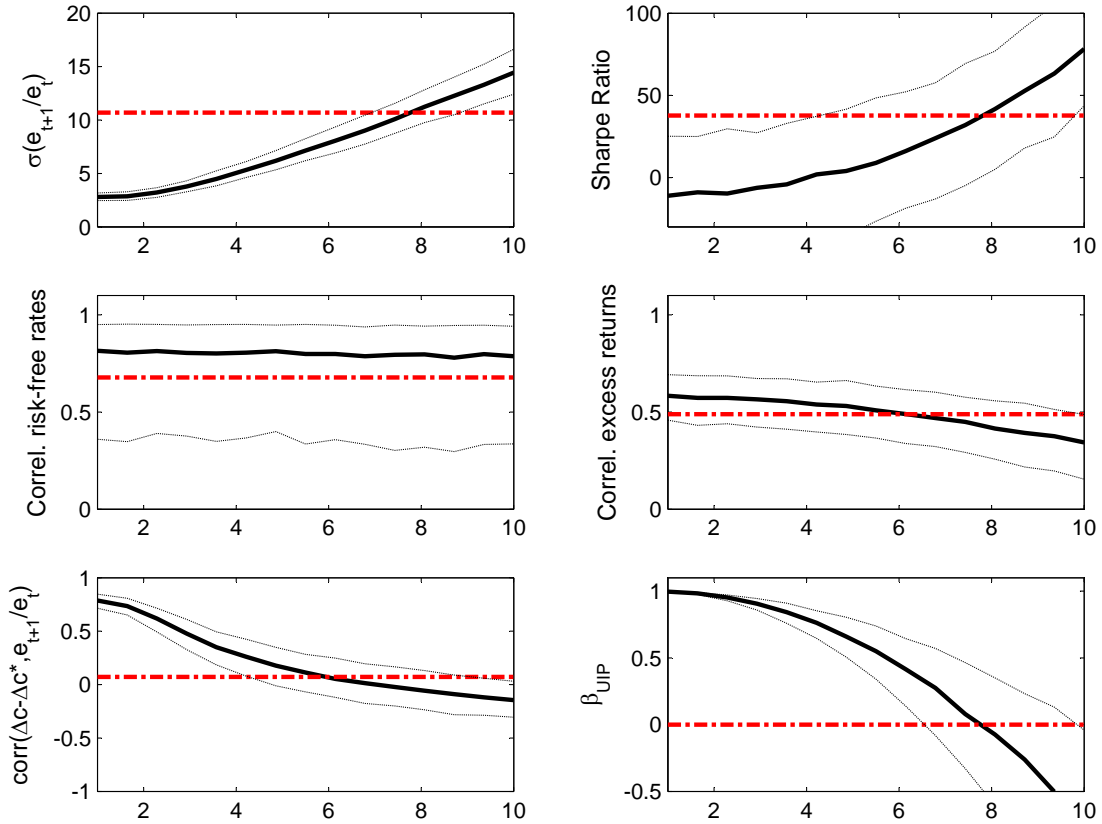 σ(e_{t+1}/e_t)
20
15
10
5
0
2 4 6 8 10
Sharpe Ratio
100
50
0
2 4 6 8 10
Correl. risk-free rates
1
0.5
0
2 4 6 8 10
Correl. excess returns
1
0.5
0
2 4 6 8 10
corr(Δc-Δc*, e_{t+1}/e_t)
1
0.5
0
-0.5
-1
2 4 6 8 10
β_{UIP}
1
0.5
0
-0.5
2 4 6 8 10